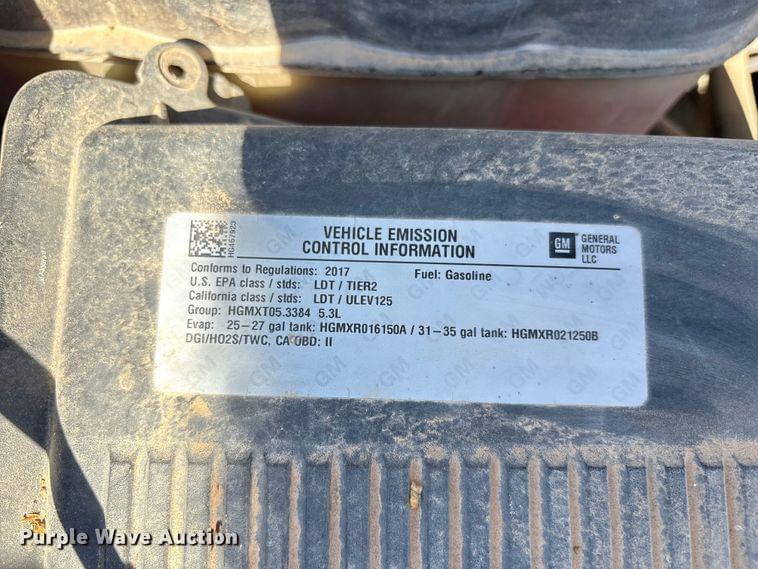 VEHICLE EMISSION
CONTROL INFORMATION
GM GENERAL MOTORS LLC
HG457923
Conforms to Regulations: 2017 Fuel: Gasoline
U.S. EPA class / stds: LDT / TIER2
California class / stds: LDT / ULEV125
Group: HGMXT05.3384 5.3L
Evap: 25-27 gal tank: HGMXR016150A / 31-35 gal tank: HGMXR021250B
DGI/HO2S/TWC, CA OBD: II
Purple Wave Auction